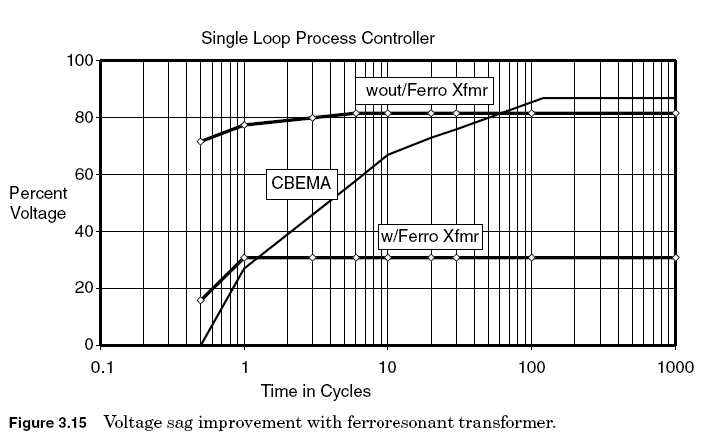 Single Loop Process Controller
100
wout/Ferro Xfmr
80
60
CBEMA
Percent
Voltage
40
w/Ferro Xfmr
20
0
0.1
1
10
100
1000
Time in Cycles
Figure 3.15 Voltage sag improvement with ferroresonant transformer.